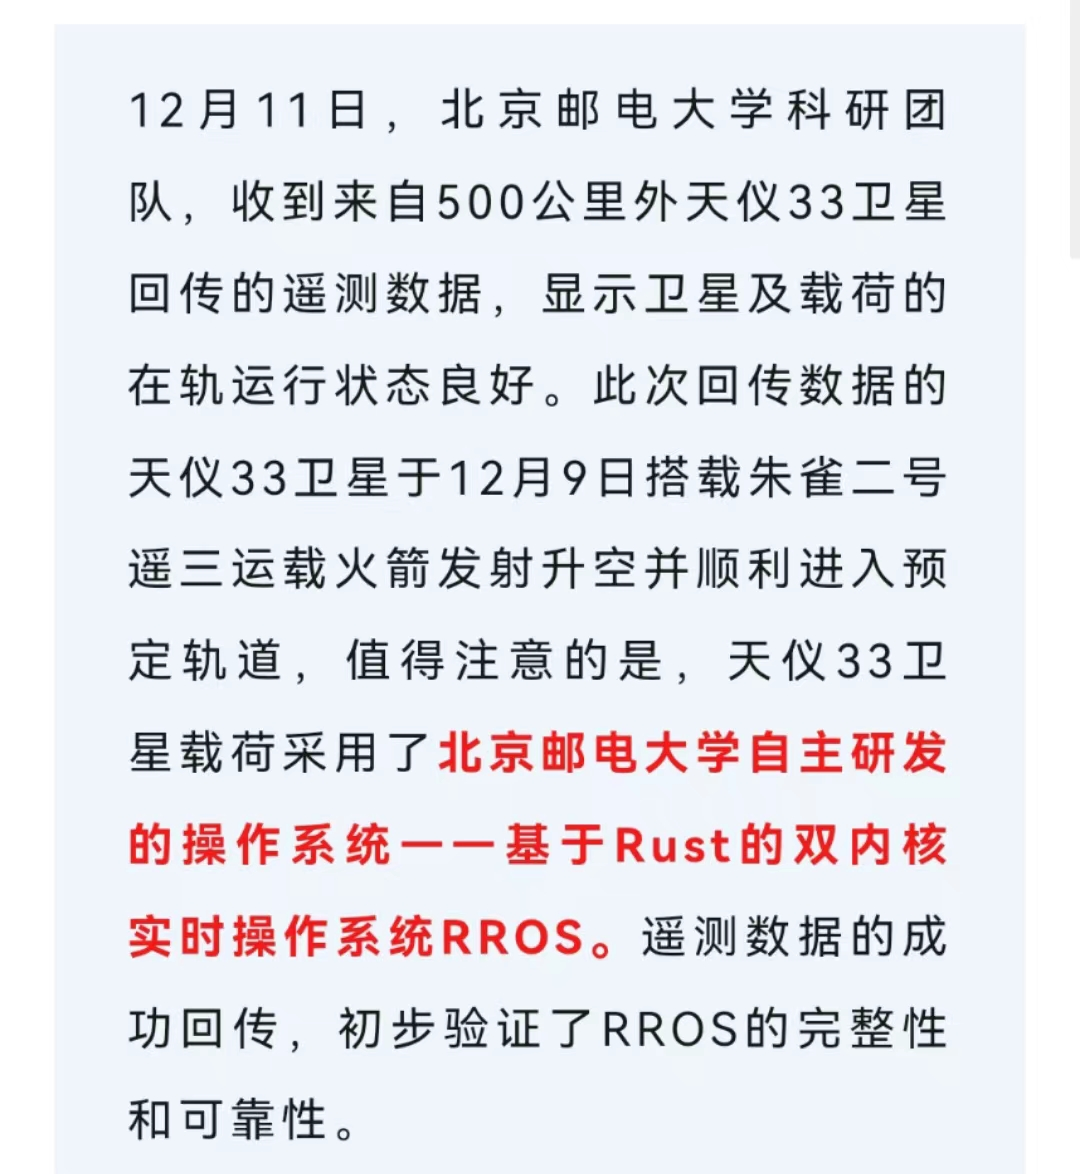 12月11日，北京邮电大学科研团
队，收到来自500公里外天仪33卫星
回传的遥测数据，显示卫星及载荷的
在轨运行状态良好。此次回传数据的
天仪33卫星于12月9日搭载朱雀二号
遥三运载火箭发射升空并顺利进入预
定轨道，值得注意的是，天仪33卫
星载荷采用了北京邮电大学自主研发
的操作系统——基于Rust的双内核
实时操作系统RROS。遥测数据的成
功回传，初步验证了RROS的完整性
和可靠性。